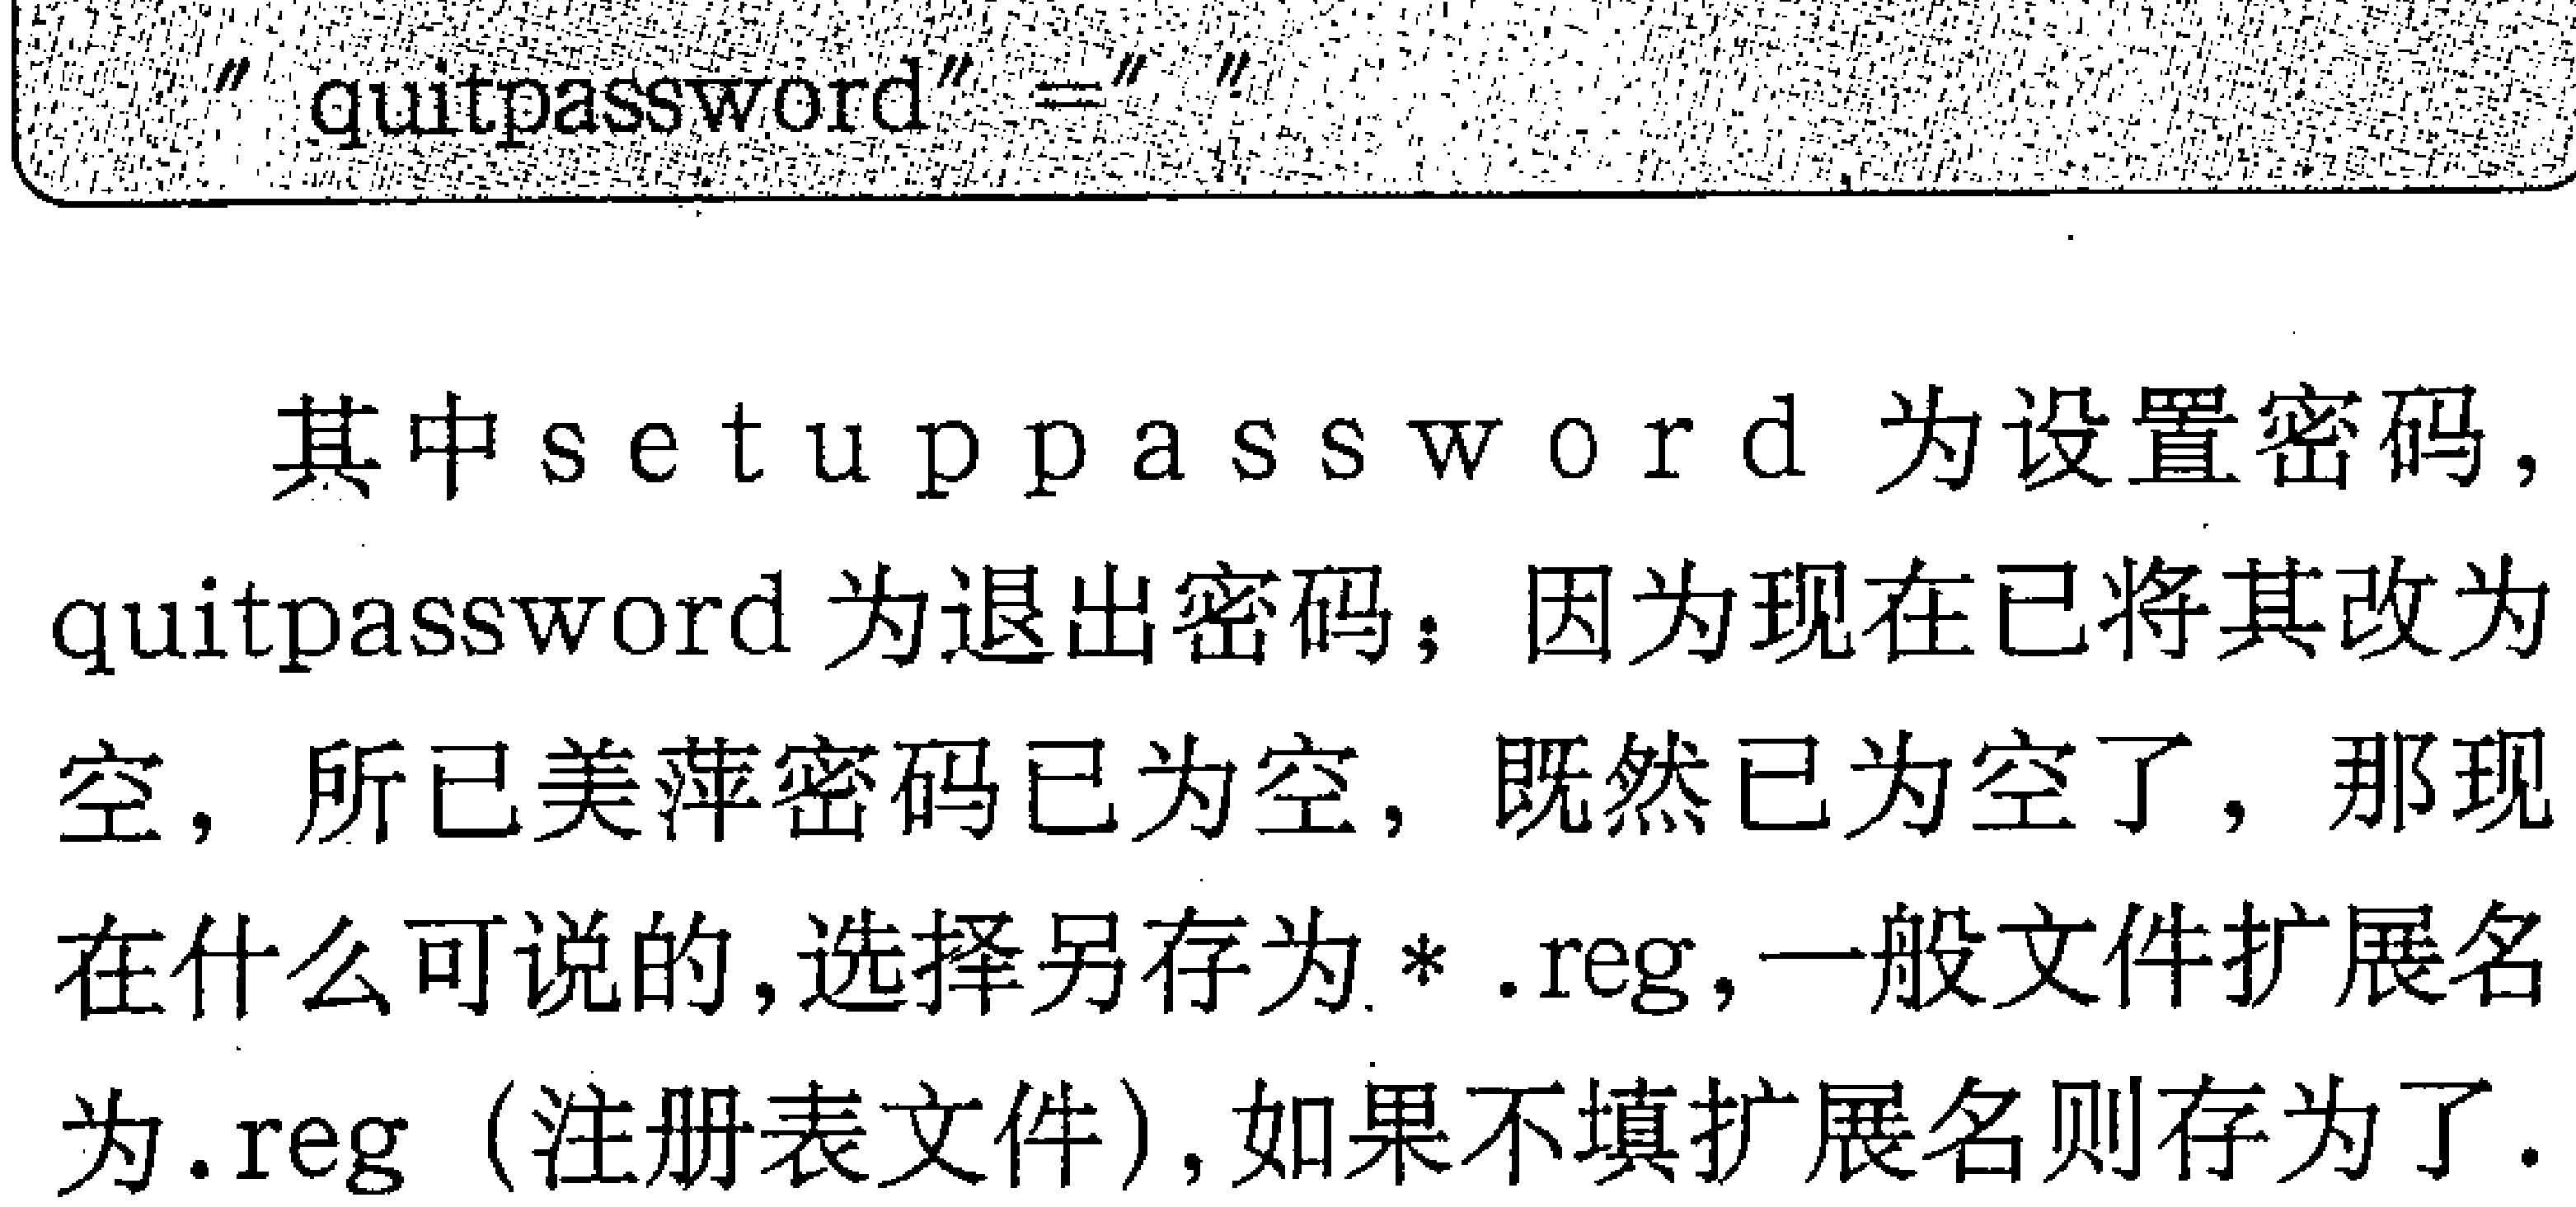 " quitpassword" =" "
其中setuppassword 为设置密码,
quitpassword 为退出密码；因为现在已将其改为
空，所已美萍密码已为空，既然已为空了，那现
在什么可说的,选择另存为 * .reg,一般文件扩展名
为.reg（注册表文件）,如果不填扩展名则存为了.